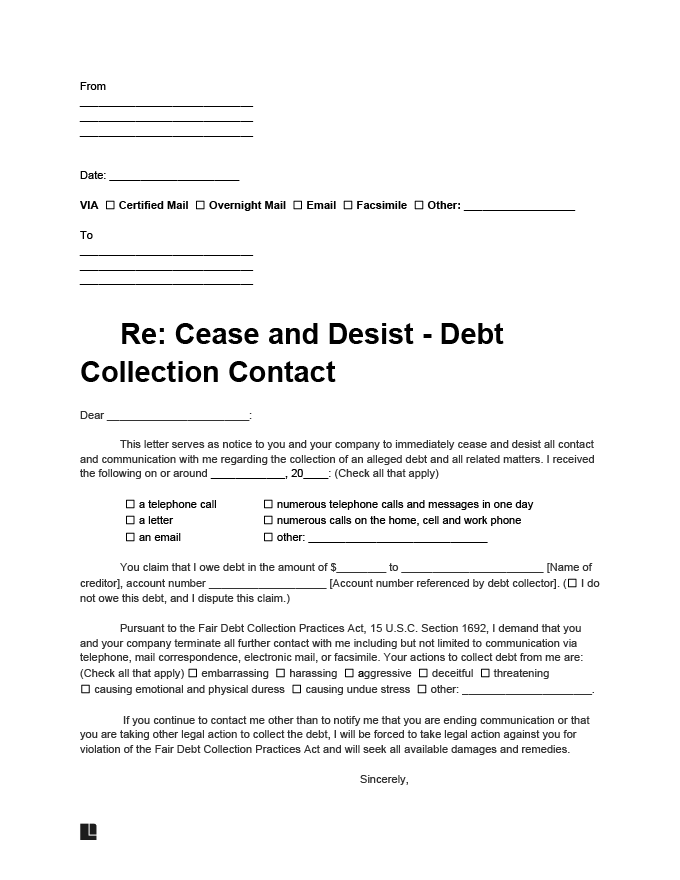 From
____________________________
____________________________
____________________________
Date: _____________________
VIA ☐ Certified Mail ☐ Overnight Mail ☐ Email ☐ Facsimile ☐ Other: __________________
To
____________________________
____________________________
____________________________
Re: Cease and Desist - Debt
Collection Contact
Dear _______________________:
This letter serves as notice to you and your company to immediately cease and desist all contact
and communication with me regarding the collection of an alleged debt and all related matters. I received
the following on or around ____________, 20____: (Check all that apply)
☐ a telephone call ☐ numerous telephone calls and messages in one day
☐ a letter ☐ numerous calls on the home, cell and work phone
☐ an email ☐ other: _____________________________
You claim that I owe debt in the amount of $________ to _______________________ [Name of
creditor], account number ___________________ [Account number referenced by debt collector]. (☐ I do
not owe this debt, and I dispute this claim.)
Pursuant to the Fair Debt Collection Practices Act, 15 U.S.C. Section 1692, I demand that you
and your company terminate all further contact with me including but not limited to communication via
telephone, mail correspondence, electronic mail, or facsimile. Your actions to collect debt from me are:
(Check all that apply) ☐ embarrassing ☐ harassing ☐ aggressive ☐ deceitful ☐ threatening
☐ causing emotional and physical duress ☐ causing undue stress ☐ other: _____________________.
If you continue to contact me other than to notify me that you are ending communication or that
you are taking other legal action to collect the debt, I will be forced to take legal action against you for
violation of the Fair Debt Collection Practices Act and will seek all available damages and remedies.
Sincerely,